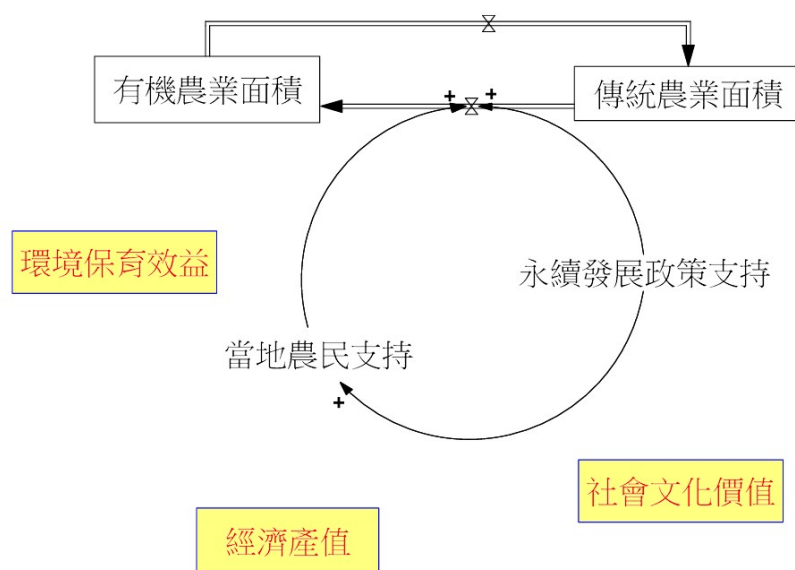 有機農業面積
傳統農業面積
+ +
環境保育效益
永續發展政策支持
當地農民支持
+
社會文化價值
經濟產值